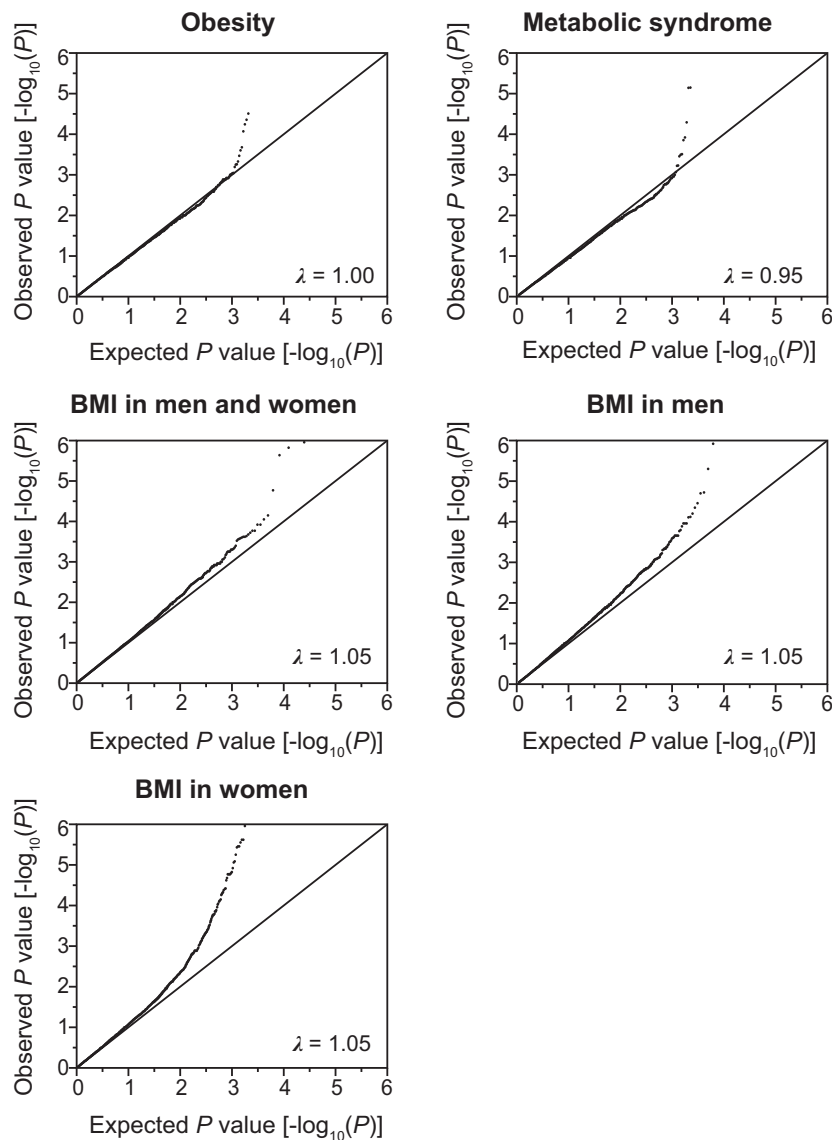 Obesity
Observed P value [-log10(P)]
6
5
4
3
2
1
0
λ = 1.00
0 1 2 3 4 5 6
Expected P value [-log10(P)]
Metabolic syndrome
Observed P value [-log10(P)]
6
5
4
3
2
1
0
λ = 0.95
0 1 2 3 4 5 6
Expected P value [-log10(P)]
BMI in men and women
Observed P value [-log10(P)]
6
5
4
3
2
1
0
λ = 1.05
0 1 2 3 4 5 6
Expected P value [-log10(P)]
BMI in men
Observed P value [-log10(P)]
6
5
4
3
2
1
0
λ = 1.05
0 1 2 3 4 5 6
Expected P value [-log10(P)]
BMI in women
Observed P value [-log10(P)]
6
5
4
3
2
1
0
λ = 1.05
0 1 2 3 4 5 6
Expected P value [-log10(P)]